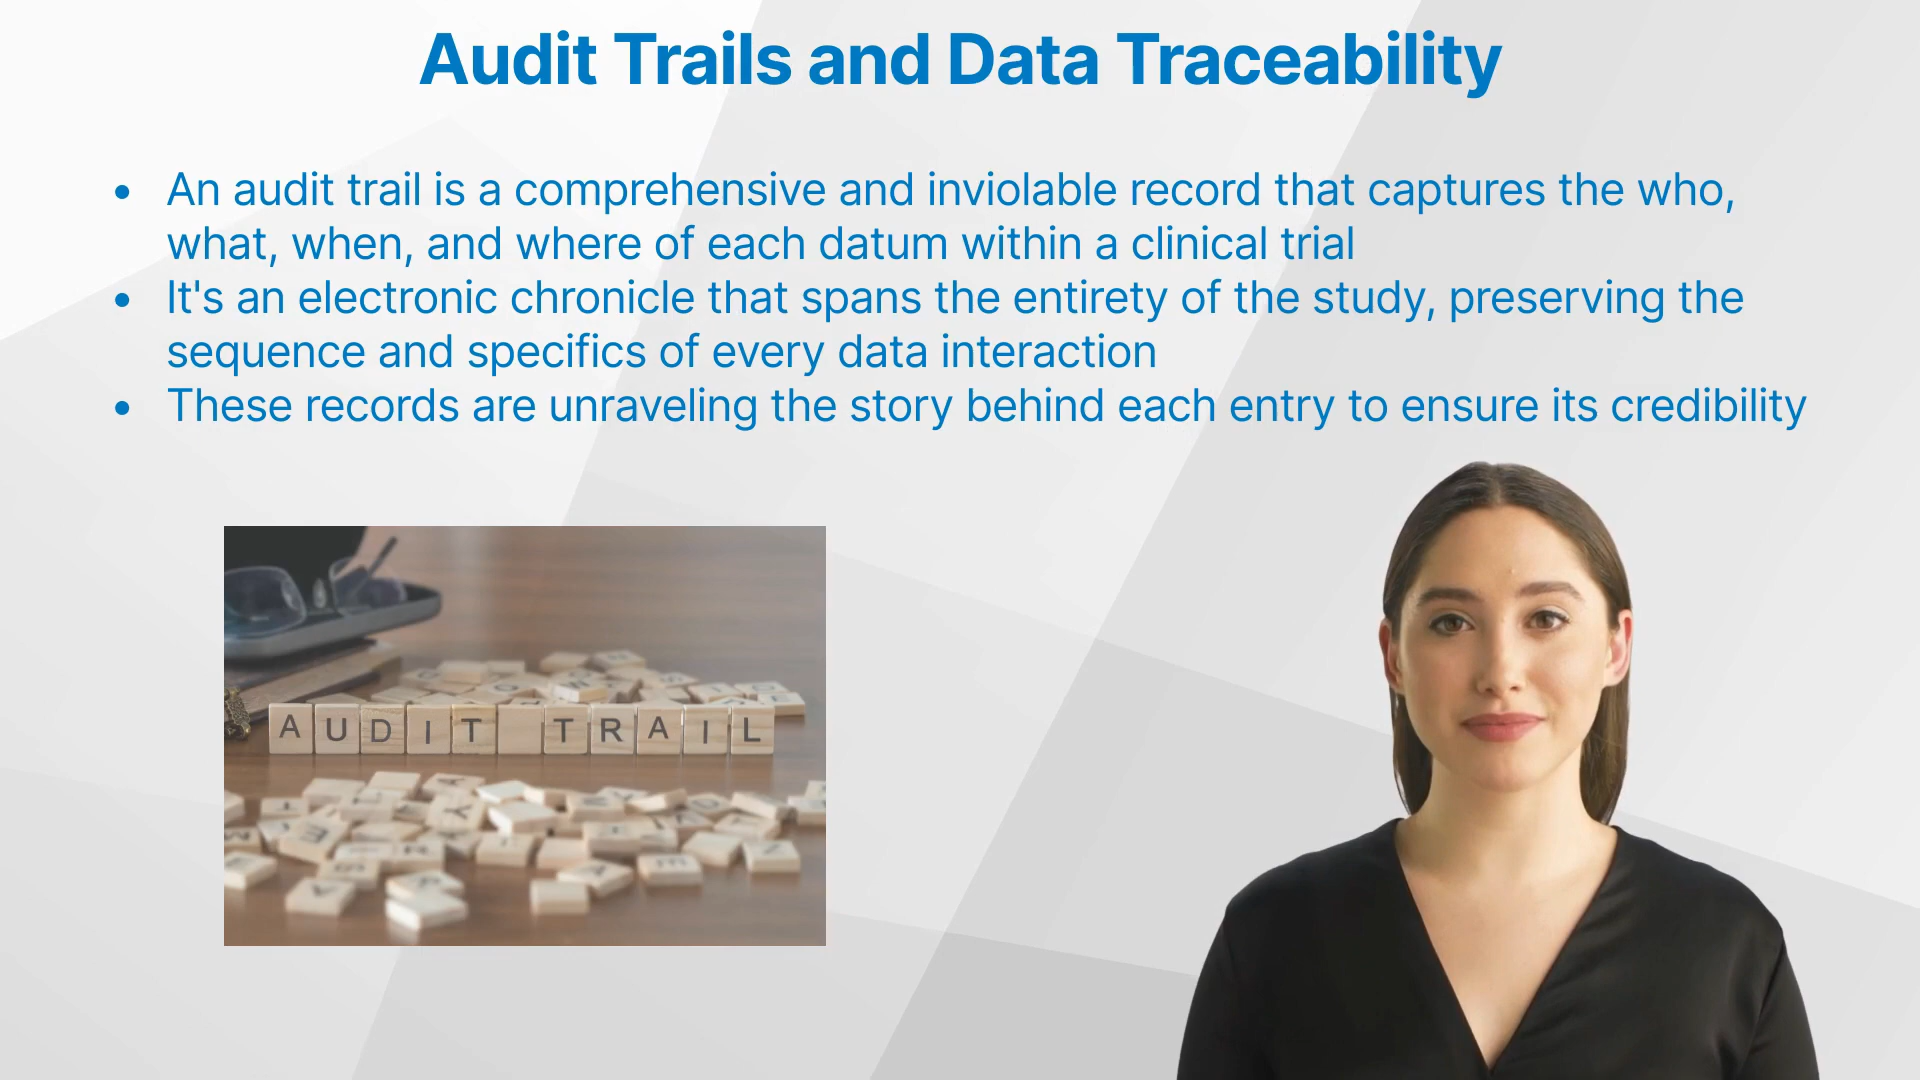 Audit Trails and Data Traceability
• An audit trail is a comprehensive and inviolable record that captures the who,
what, when, and where of each datum within a clinical trial
• It's an electronic chronicle that spans the entirety of the study, preserving the
sequence and specifics of every data interaction
• These records are unraveling the story behind each entry to ensure its credibility
AUDIT TRAIL